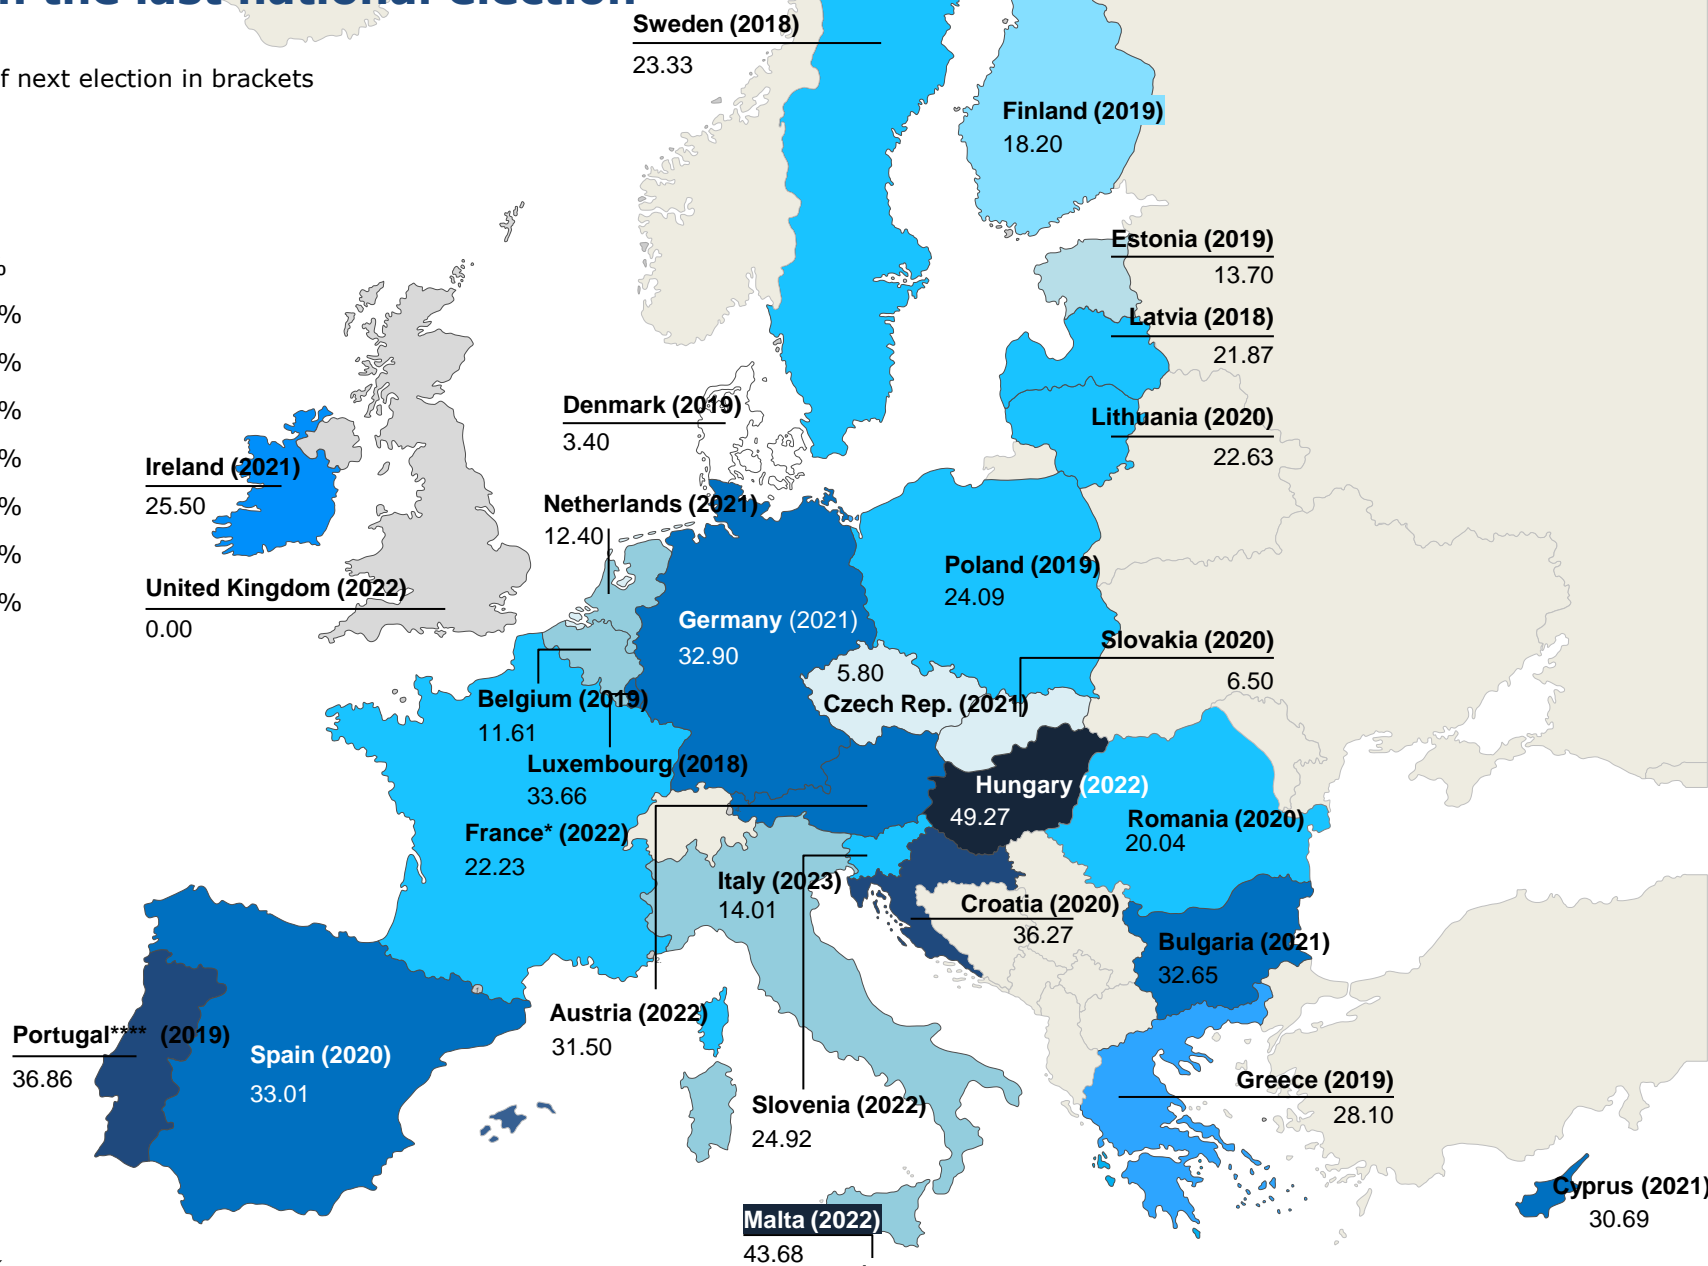 n the last national election
f next election in brackets
%
%
%
%
%
%
%
%
Sweden (2018)
23.33
Finland (2019)
18.20
Estonia (2019)
13.70
Latvia (2018)
21.87
Lithuania (2020)
22.63
Denmark (2019)
3.40
Ireland (2021)
25.50
Netherlands (2021)
12.40
United Kingdom (2022)
0.00
Poland (2019)
24.09
Germany (2021)
32.90
Slovakia (2020)
6.50
5.80
Czech Rep. (2021)
Belgium (2019)
11.61
Luxembourg (2018)
33.66
France* (2022)
22.23
Hungary (2022)
49.27
Romania (2020)
20.04
Italy (2023)
14.01
Croatia (2020)
36.27
Bulgaria (2021)
32.65
Austria (2022)
31.50
Portugal**** (2019)
36.86
Spain (2020)
33.01
Slovenia (2022)
24.92
Greece (2019)
28.10
Malta (2022)
43.68
Cyprus (2021)
30.69